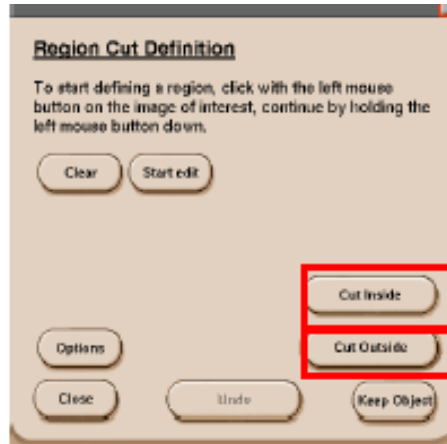 Region Cut Definition
To start defining a region, click with the left mouse
button on the image of interest, continue by holding the
left mouse button down.
Clear Start edit
Cut Inside
Options Cut Outside
Close Undo Keep Object